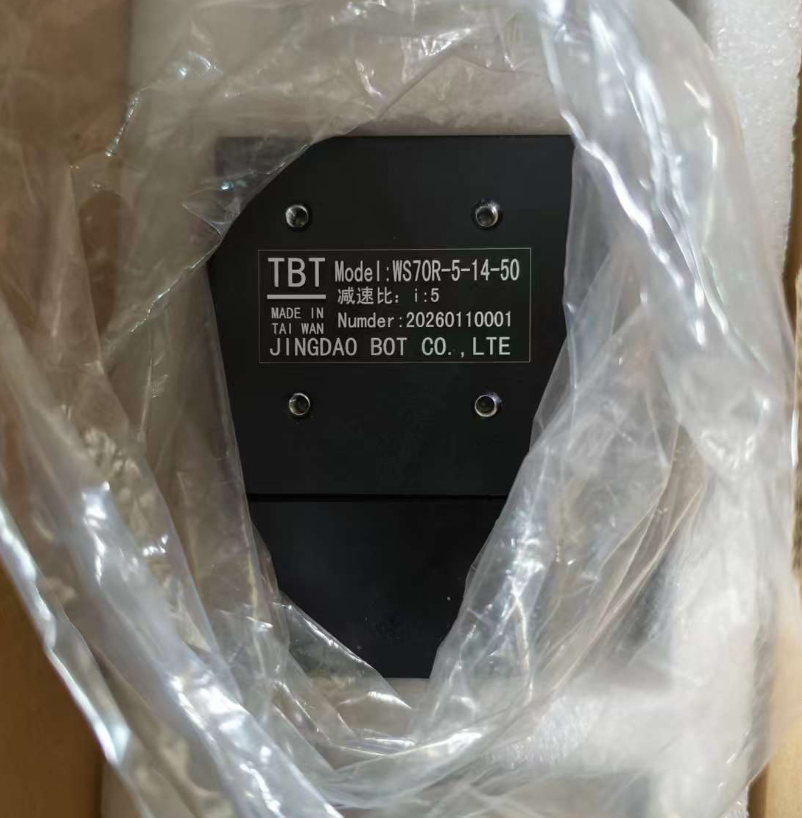 TBT Model:WS70R-5-14-50
减速比: i:5
MADE IN
TAI WAN Numder:20260110001
JINGDAO BOT CO.,LTE